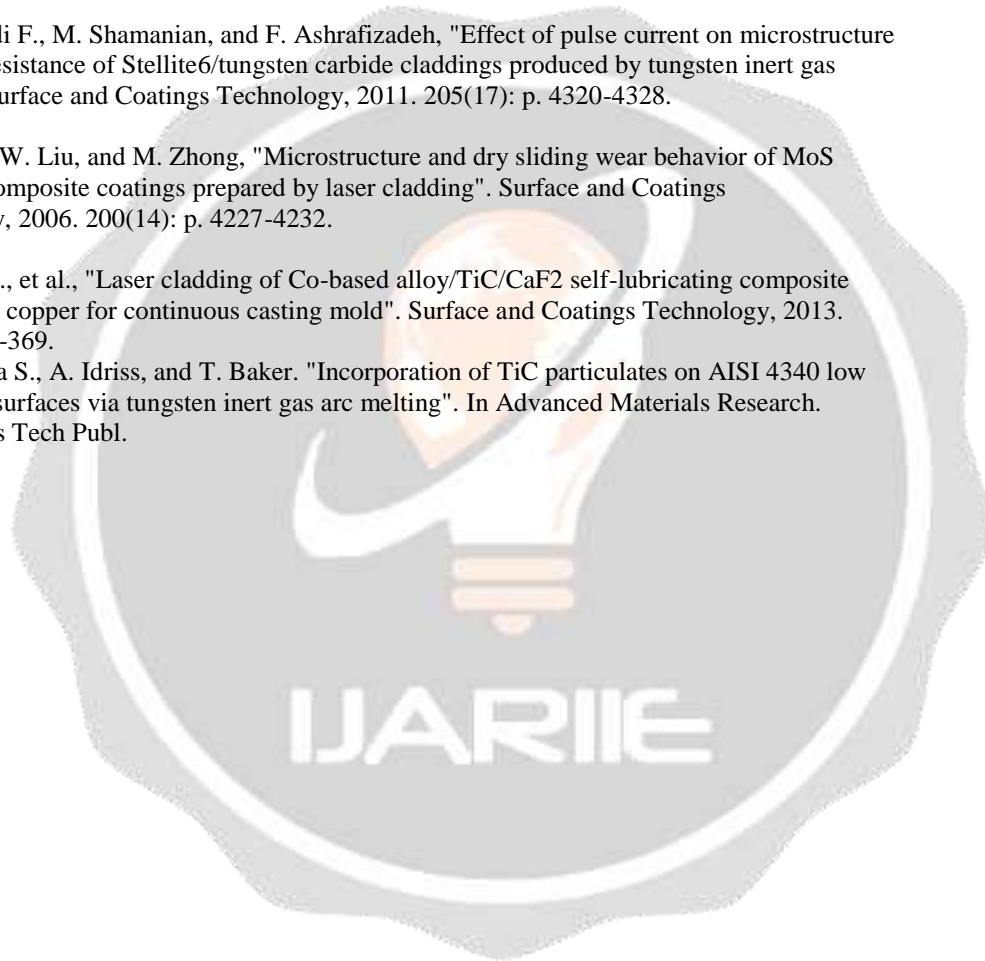 di F., M. Shamanian, and F. Ashrafizadeh, "Effect of pulse current on microstructure
esistance of Stellite6/tungsten carbide claddings produced by tungsten inert gas
urface and Coatings Technology, 2011. 205(17): p. 4320-4328.
W. Liu, and M. Zhong, "Microstructure and dry sliding wear behavior of MoS
omposite coatings prepared by laser cladding". Surface and Coatings
y, 2006. 200(14): p. 4227-4232.
., et al., "Laser cladding of Co-based alloy/TiC/CaF2 self-lubricating composite
copper for continuous casting mold". Surface and Coatings Technology, 2013.
-369.
a S., A. Idriss, and T. Baker. "Incorporation of TiC particulates on AISI 4340 low
surfaces via tungsten inert gas arc melting". In Advanced Materials Research.
s Tech Publ.
IJARIIE